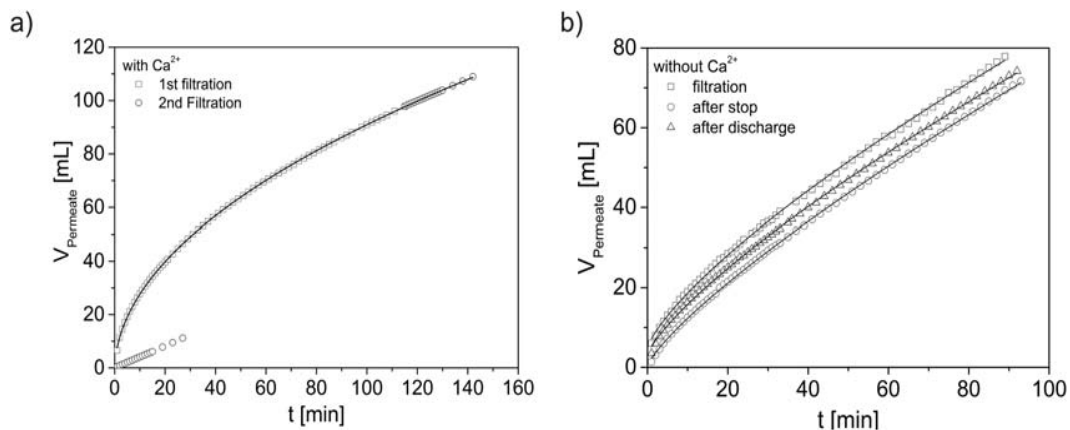 a)
with Ca²⁺
1st filtration
2nd Filtration
V_Permeate [mL]
120
100
80
60
40
20
0
0 20 40 60 80 100 120 140 160
t [min]
b)
without Ca²⁺
filtration
after stop
after discharge
V_Permeate [mL]
80
60
40
20
0
0 20 40 60 80 100
t [min]